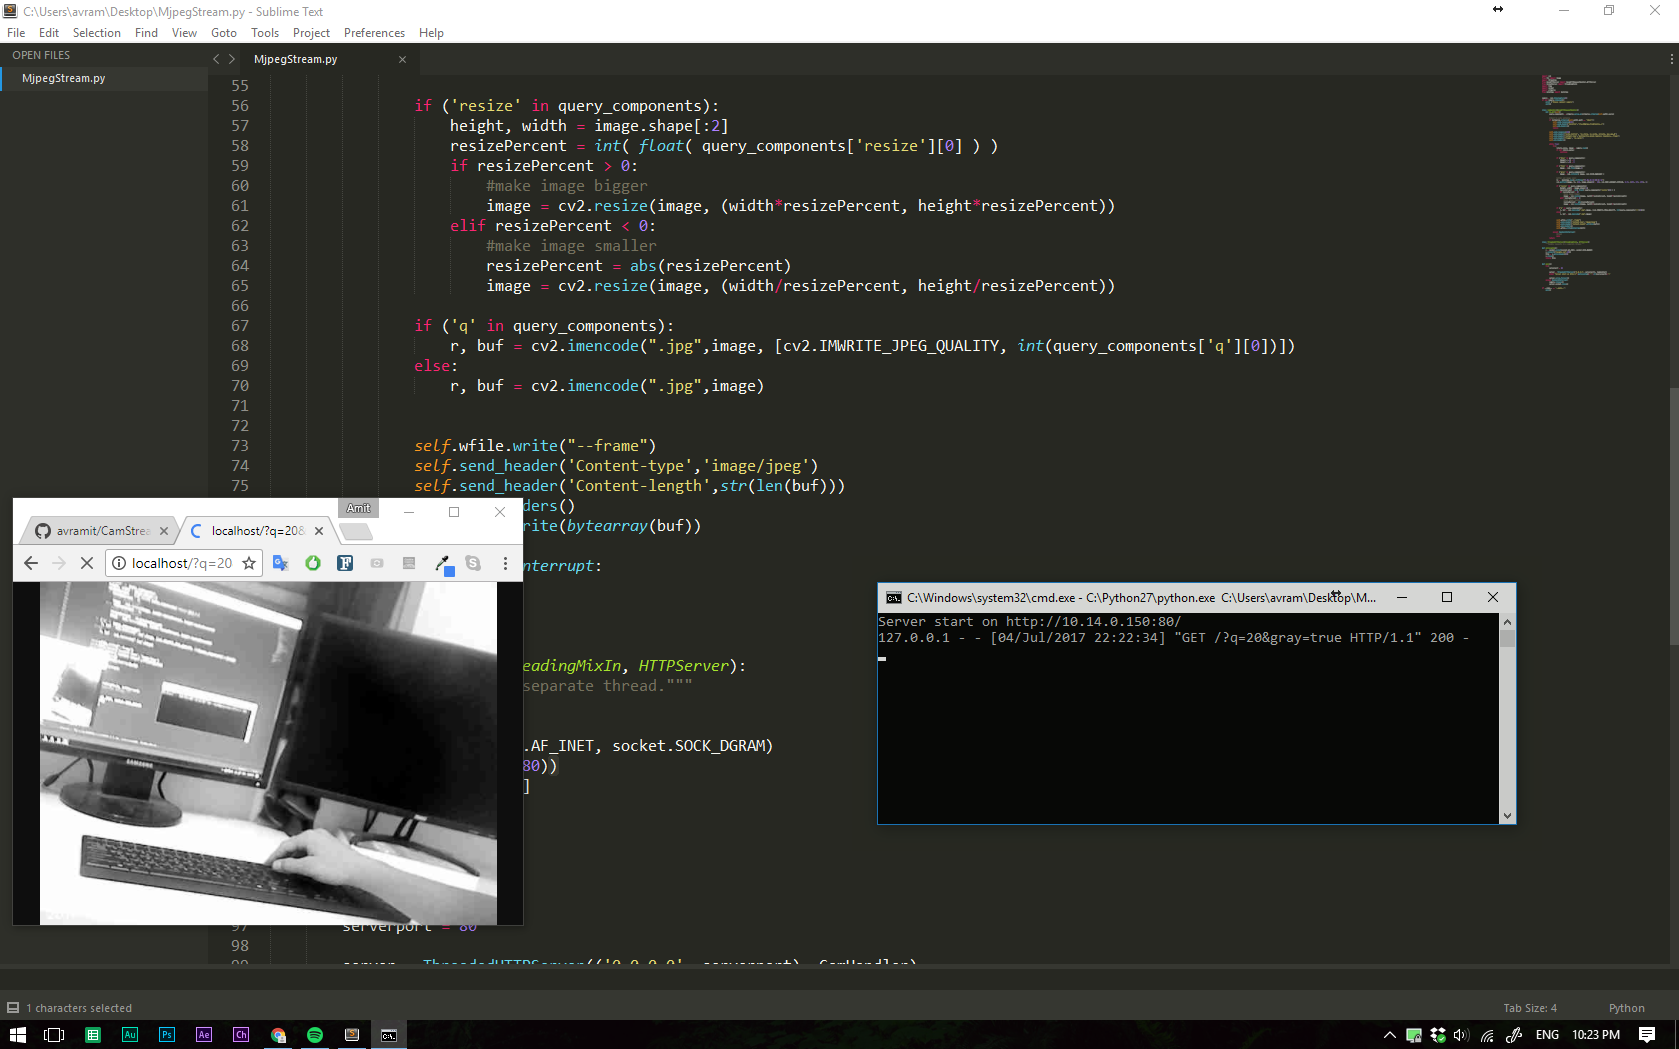 C:\Users\avram\Desktop\MjpegStream.py - Sublime Text
File Edit Selection Find View Goto Tools Project Preferences Help
OPEN FILES
MjpegStream.py
MjpegStream.py
55
56 if ('resize' in query_components):
57 height, width = image.shape[:2]
58 resizePercent = int( float( query_components['resize'][0] ) )
59 if resizePercent > 0:
60 #make image bigger
61 image = cv2.resize(image, (width*resizePercent, height*resizePercent))
62 elif resizePercent < 0:
63 #make image smaller
64 resizePercent = abs(resizePercent)
65 image = cv2.resize(image, (width/resizePercent, height/resizePercent))
66
67 if ('q' in query_components):
68 r, buf = cv2.imencode(".jpg",image, [cv2.IMWRITE_JPEG_QUALITY, int(query_components['q'][0])])
69 else:
70 r, buf = cv2.imencode(".jpg",image)
71
72
73 self.wfile.write("--frame")
74 self.send_header('Content-type','image/jpeg')
75 self.send_header('Content-length',str(len(buf)))
ders()
rite(bytearray(buf))
nterrupt:
eadingMixIn, HTTPServer):
separate thread."""
.AF_INET, socket.SOCK_DGRAM)
80))
]
97 serverport = 80
98
99 server = ThreadedHTTPServer(('0.0.0.0', serverport), CamHandler)
Amit
avramit/CamStrea
localhost/?q=20&
localhost/?q=20
SAMSUNG
C:\Windows\system32\cmd.exe - C:\Python27\python.exe C:\Users\avram\Desktop\M...
Server start on http://10.14.0.150:80/
127.0.0.1 - - [04/Jul/2017 22:22:34] "GET /?q=20&gray=true HTTP/1.1" 200 -
1 characters selected
Tab Size: 4
Python
Au Ps Ae Ch
ENG 10:23 PM